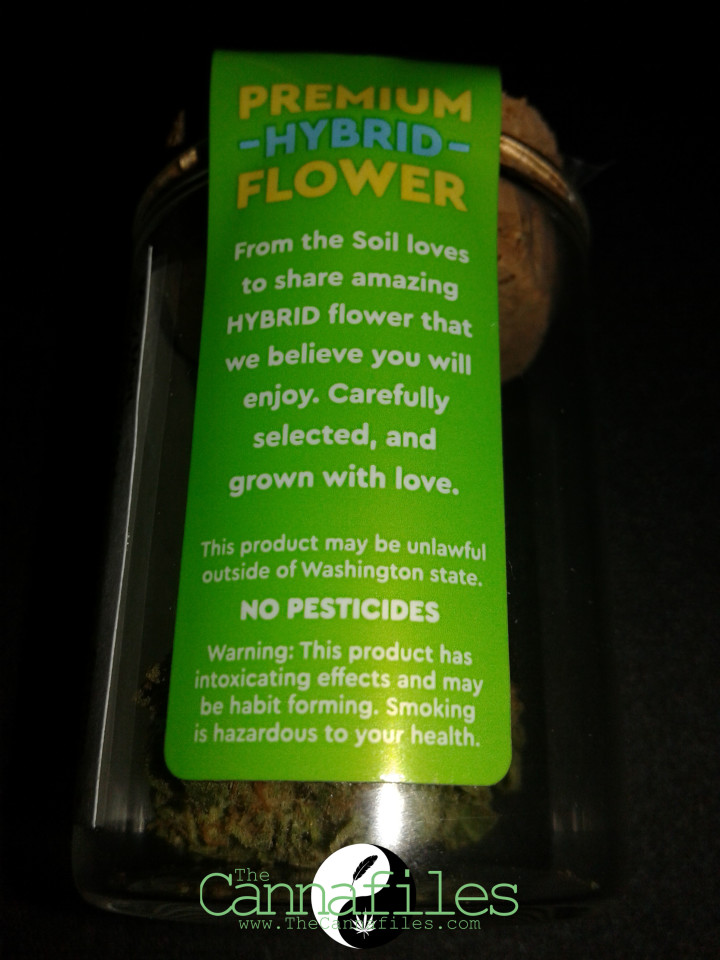 PREMIUM
-HYBRID-
FLOWER
From the Soil loves
to share amazing
HYBRID flower that
we believe you will
enjoy. Carefully
selected, and
grown with love.
This product may be unlawful
outside of Washington state.
NO PESTICIDES
Warning: This product has
intoxicating effects and may
be habit forming. Smoking
is hazardous to your health.
The
Cannafiles
www.TheCannafiles.com